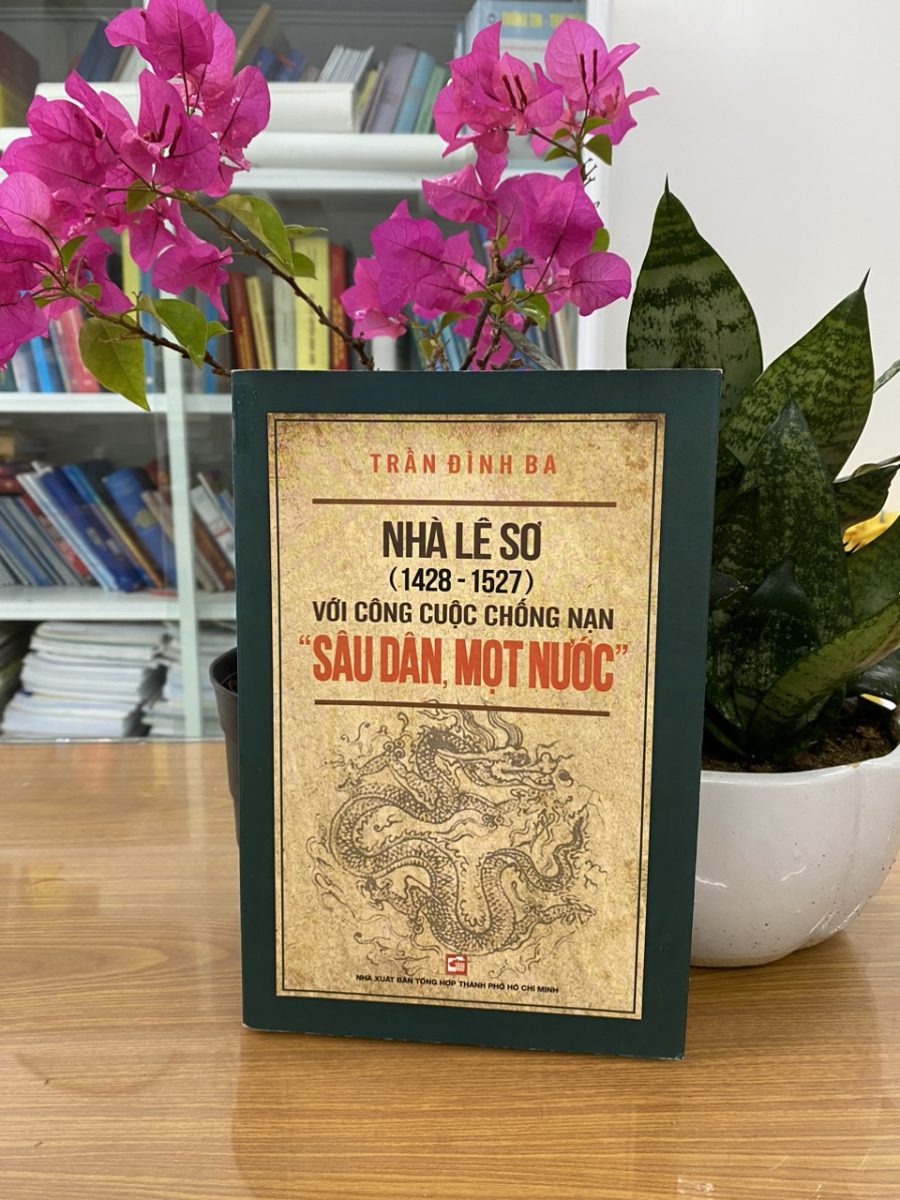 TRẦN ĐÌNH BA
NHÀ LÊ SƠ
(1428 - 1527)
VỚI CÔNG CUỘC CHỐNG NẠN
“SÂU DÂN, MỌT NƯỚC”
NHÀ XUẤT BẢN TỔNG HỢP THÀNH PHỐ HỒ CHÍ MINH